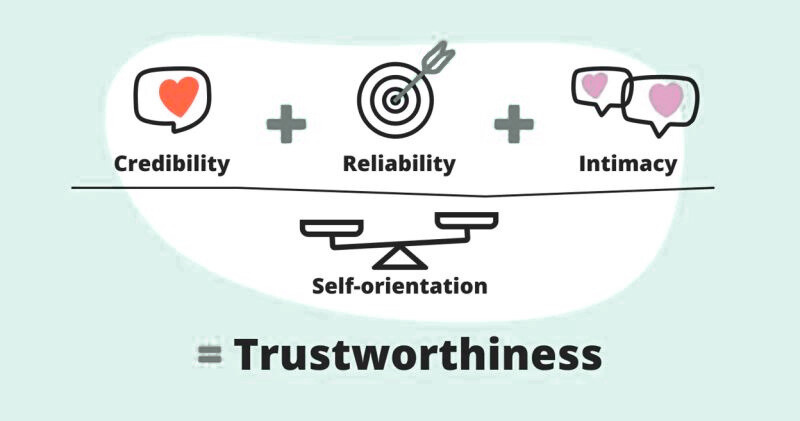 Credibility + Reliability + Intimacy
Self-orientation
= Trustworthiness